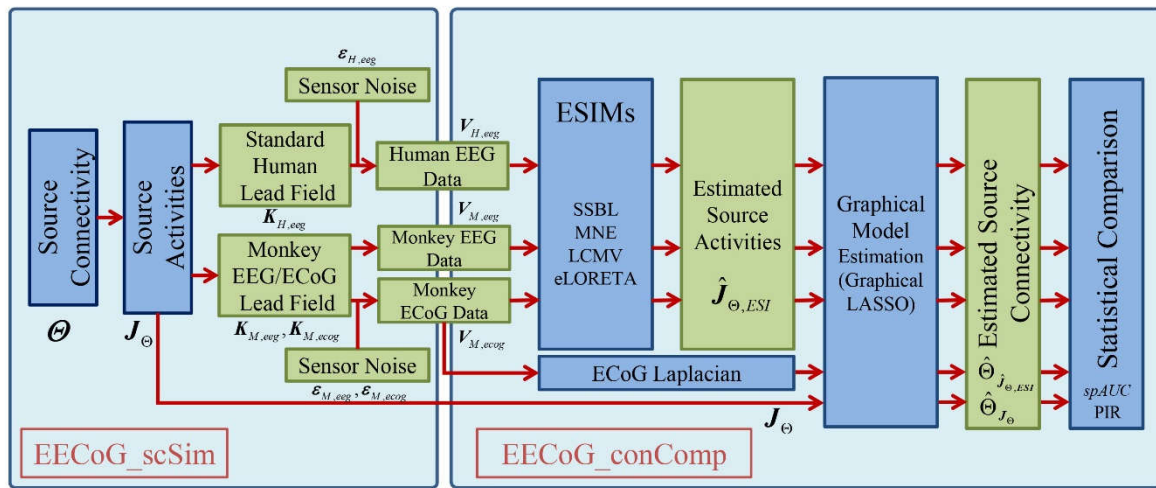 Source
Connectivity
Θ
Source
Activities
J_Θ
ε_H,eeg
Sensor Noise
Standard
Human
Lead Field
K_H,eeg
Monkey
EEG/ECoG
Lead Field
K_M,eeg, K_M,ecog
Sensor Noise
ε_M,eeg, ε_M,ecog
EECoG_scSim
V_H,eeg
Human EEG
Data
V_M,eeg
Monkey EEG
Data
Monkey
ECoG Data
V_M,ecog
ESIMs
SSBL
MNE
LCMV
eLORETA
Estimated
Source
Activities
Ĵ_Θ,ESI
ECoG Laplacian
J_Θ
Graphical
Model
Estimation
(Graphical
LASSO)
Estimated Source
Connectivity
Θ̂_Ĵ_Θ,ESI
Θ̂_J_Θ
Statistical Comparison
spAUC
PIR
EECoG_conComp